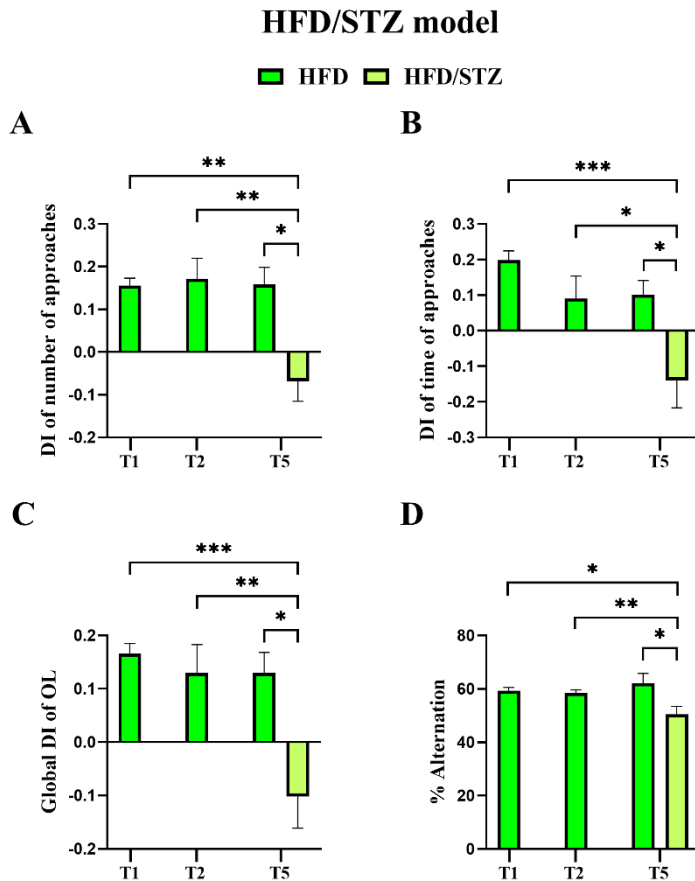 HFD/STZ model
HFD HFD/STZ
A
**
**
*
DI of number of approaches
0.3
0.2
0.1
0.0
-0.1
-0.2
T1 T2 T5
B
***
*
*
DI of time of approaches
0.3
0.2
0.1
0.0
-0.1
-0.2
-0.3
T1 T2 T5
C
***
**
*
Global DI of OL
0.2
0.1
0.0
-0.1
-0.2
T1 T2 T5
D
*
**
*
% Alternation
80
60
40
20
0
T1 T2 T5